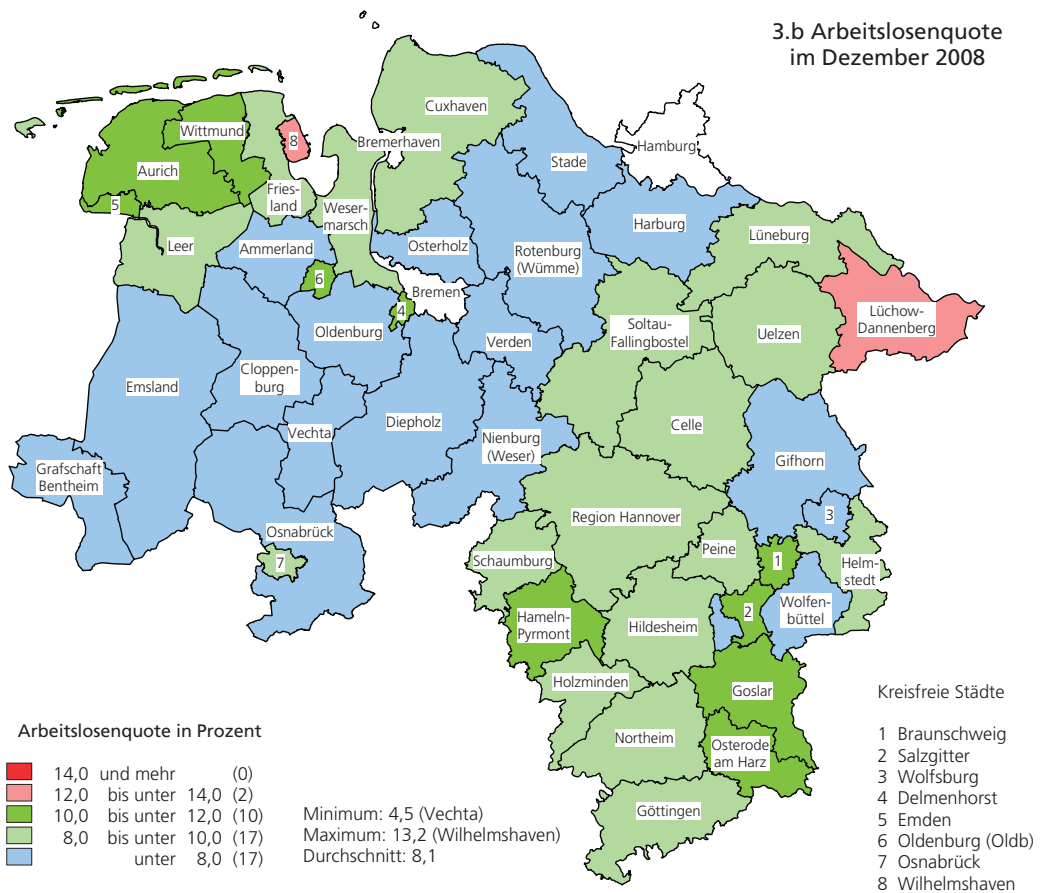 3.b Arbeitslosenquote
im Dezember 2008
Cuxhaven
Wittmund
8
Bremerhaven
Hamburg
Stade
Aurich
Fries-
land
5
Weser-
marsch
Harburg
Lüneburg
Leer
Ammerland
Osterholz
Rotenburg
(Wümme)
6
Bremen
4
Lüchow-
Dannenberg
Oldenburg
Soltau-
Fallingbostel
Uelzen
Verden
Emsland
Cloppen-
burg
Diepholz
Celle
Vechta
Nienburg
(Weser)
Gifhorn
Grafschaft
Bentheim
Region Hannover
3
Osnabrück
Peine
7
Schaumburg
1
Helm-
stedt
Wolfen-
büttel
2
Hameln-
Pyrmont
Hildesheim
Holzminden
Goslar
Northeim
Osterode
am Harz
Göttingen
Arbeitslosenquote in Prozent
14,0 und mehr (0)
12,0 bis unter 14,0 (2)
10,0 bis unter 12,0 (10)
8,0 bis unter 10,0 (17)
unter 8,0 (17)
Minimum: 4,5 (Vechta)
Maximum: 13,2 (Wilhelmshaven)
Durchschnitt: 8,1
Kreisfreie Städte
1 Braunschweig
2 Salzgitter
3 Wolfsburg
4 Delmenhorst
5 Emden
6 Oldenburg (Oldb)
7 Osnabrück
8 Wilhelmshaven